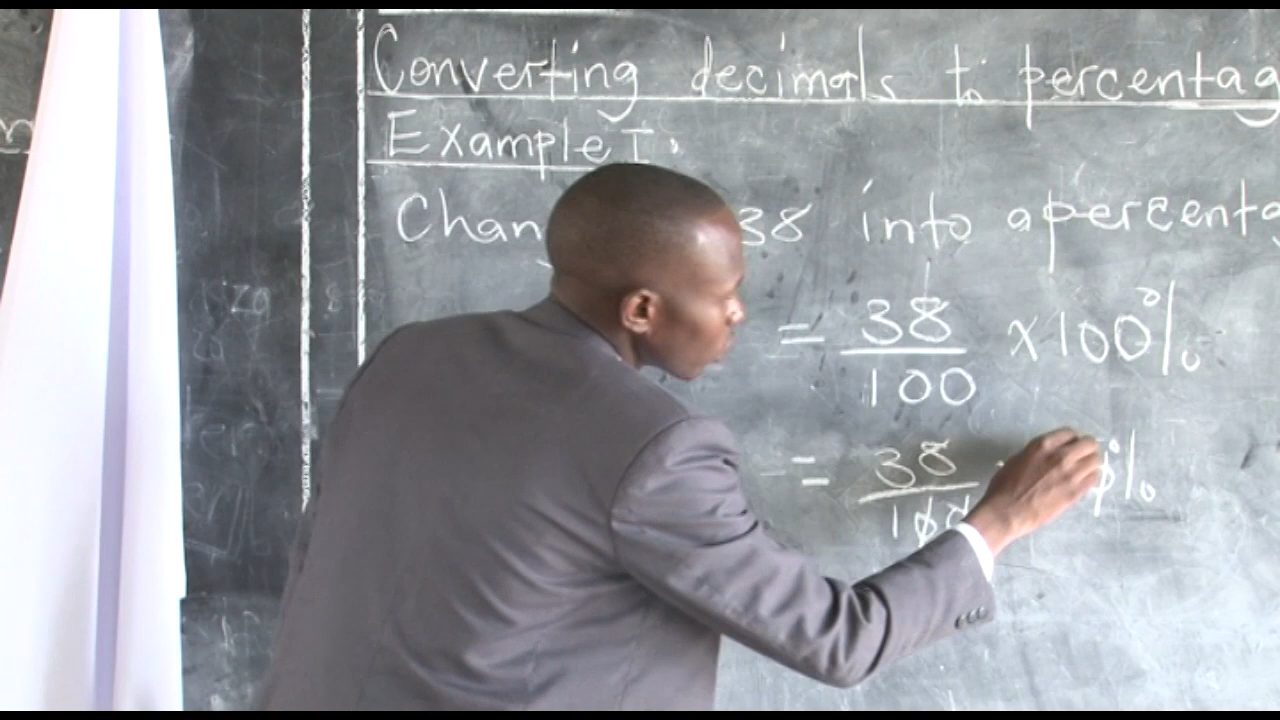 Converting decimals to percentag
Example I.
Chan 38 into a percenta
= 38/100 x 100%
= 38/100 %